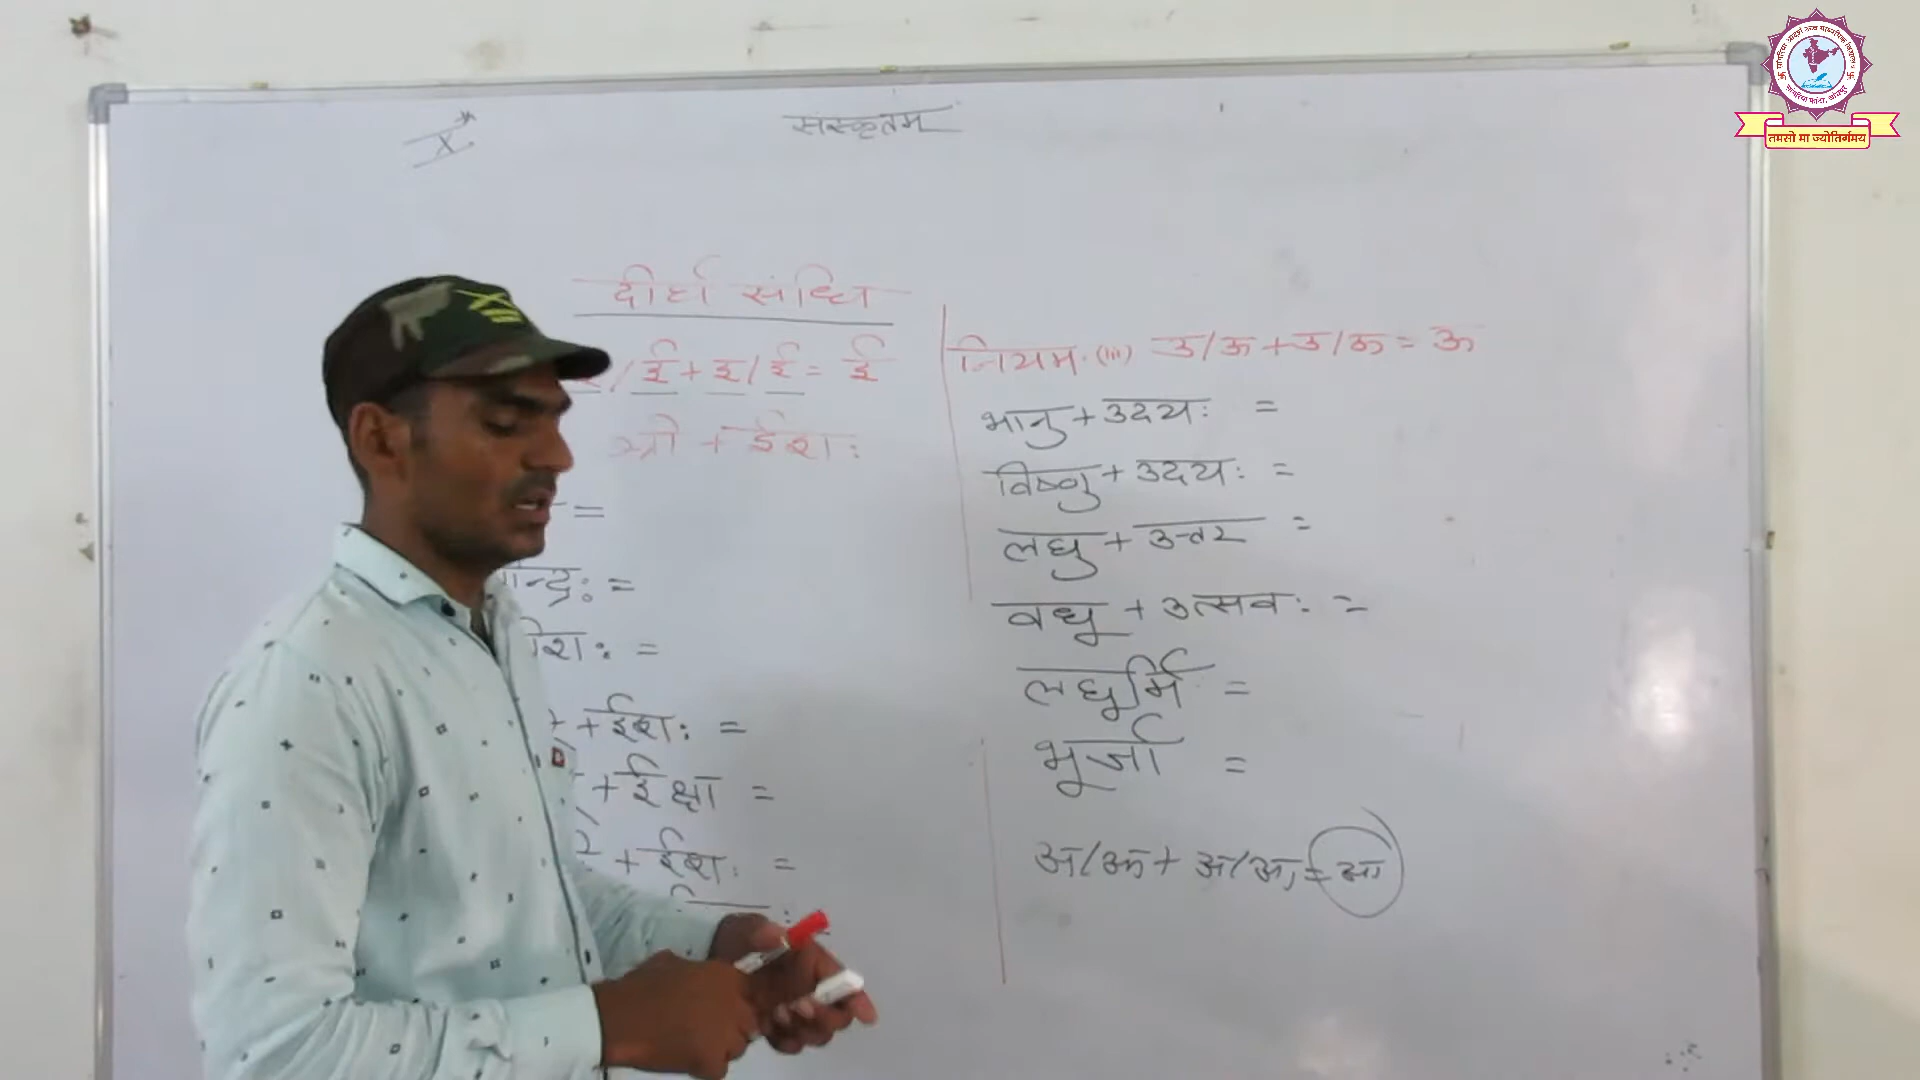 X
संस्कृतम
दीर्घ संधि
/ई + इ/ई = ई
+ ईशः
=
न्द्रः =
शः =
+ ईशः =
+ ईक्षा =
+ ईशः =
नियम. (iii) उ/ऊ + उ/ऊ = ऊ
भानु + उदयः =
विष्णु + उदयः =
लघु + उत्तर =
वधू + उत्सवः =
लघूर्मि =
भूर्जा =
अ/आ + अ/आ = आ
तमसो मा ज्योतिर्गमय